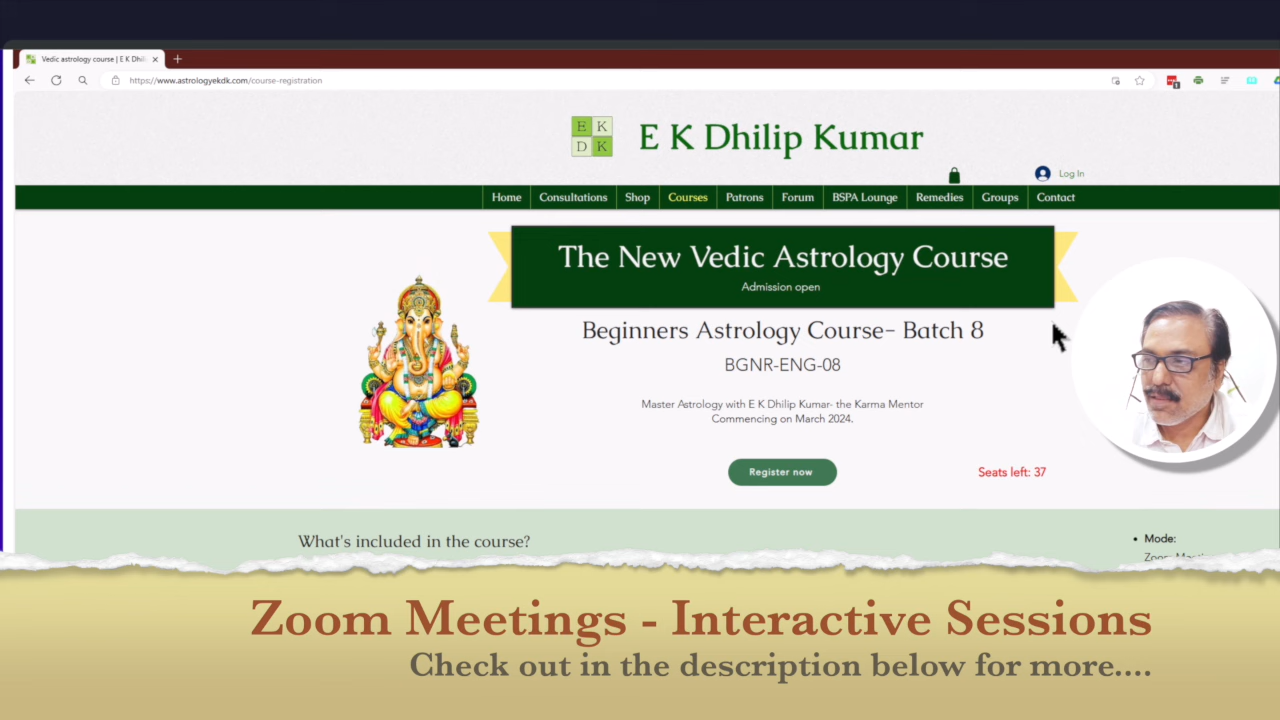 Vedic astrology course | E K Dhil
https://www.astrologyekdk.com/course-registration
E K
D K
E K Dhilip Kumar
Log In
Home Consultations Shop Courses Patrons Forum BSPA Lounge Remedies Groups Contact
The New Vedic Astrology Course
Admission open
Beginners Astrology Course- Batch 8
BGNR-ENG-08
Master Astrology with E K Dhilip Kumar- the Karma Mentor
Commencing on March 2024.
Register now
Seats left: 37
What's included in the course?
• Mode:
Zoom
Zoom Meetings - Interactive Sessions
Check out in the description below for more....